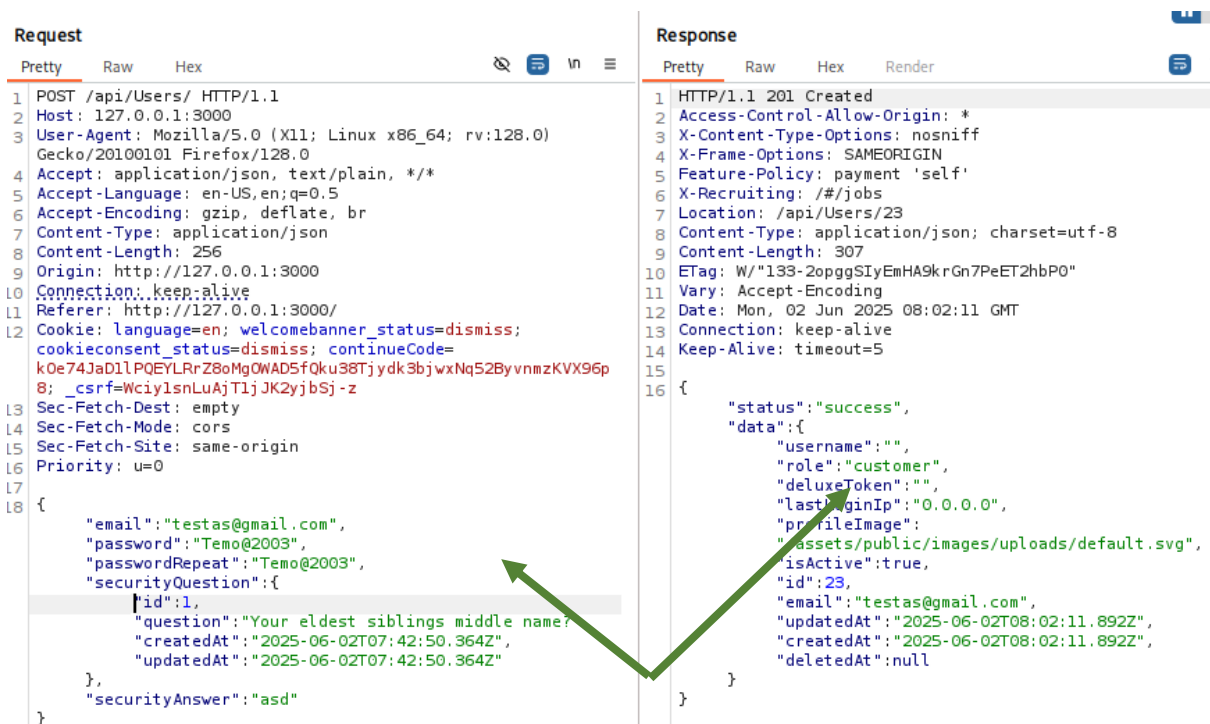 Request
Pretty Raw Hex \n
1 POST /api/Users/ HTTP/1.1
2 Host: 127.0.0.1:3000
3 User-Agent: Mozilla/5.0 (X11; Linux x86_64; rv:128.0)
Gecko/20100101 Firefox/128.0
4 Accept: application/json, text/plain, */*
5 Accept-Language: en-US,en;q=0.5
6 Accept-Encoding: gzip, deflate, br
7 Content-Type: application/json
8 Content-Length: 256
9 Origin: http://127.0.0.1:3000
10 Connection: keep-alive
11 Referer: http://127.0.0.1:3000/
12 Cookie: language=en; welcomebanner_status=dismiss;
cookieconsent_status=dismiss; continueCode=
kOe74JaD1lPQEYLRrZ8oMgOWAD5fQku38Tjydk3bjwxNq52ByvnmzKVX96p
8; _csrf=Wciy1snLuAjT1jJK2yjbSj-z
13 Sec-Fetch-Dest: empty
14 Sec-Fetch-Mode: cors
15 Sec-Fetch-Site: same-origin
16 Priority: u=0
17
18 {
"email":"testas@gmail.com",
"password":"Temo@2003",
"passwordRepeat":"Temo@2003",
"securityQuestion":{
"id":1,
"question":"Your eldest siblings middle name?
"createdAt":"2025-06-02T07:42:50.364Z",
"updatedAt":"2025-06-02T07:42:50.364Z"
},
"securityAnswer":"asd"
}
Response
Pretty Raw Hex Render
1 HTTP/1.1 201 Created
2 Access-Control-Allow-Origin: *
3 X-Content-Type-Options: nosniff
4 X-Frame-Options: SAMEORIGIN
5 Feature-Policy: payment 'self'
6 X-Recruiting: /#/jobs
7 Location: /api/Users/23
8 Content-Type: application/json; charset=utf-8
9 Content-Length: 307
10 ETag: W/"133-2opggSIyEmHA9krGn7PeET2hbP0"
11 Vary: Accept-Encoding
12 Date: Mon, 02 Jun 2025 08:02:11 GMT
13 Connection: keep-alive
14 Keep-Alive: timeout=5
15
16 {
"status":"success",
"data":{
"username":"",
"role":"customer",
"deluxeToken":"",
:"0.0.0.0",
"profileImage":
assets/public/images/uploads/default.svg",
"isActive":true,
"id":23,
"email":"testas@gmail.com",
"updatedAt":"2025-06-02T08:02:11.892Z",
"createdAt":"2025-06-02T08:02:11.892Z",
"deletedAt":null
}
}